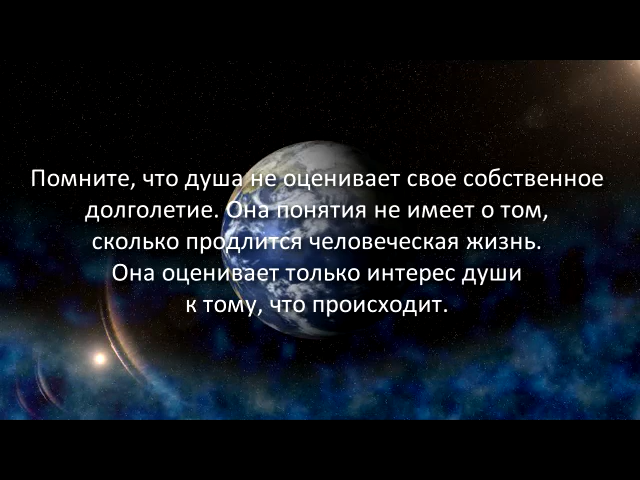 Помните, что душа не оценивает свое собственное
долголетие. Она понятия не имеет о том,
сколько продлится человеческая жизнь.
Она оценивает только интерес души
к тому, что происходит.